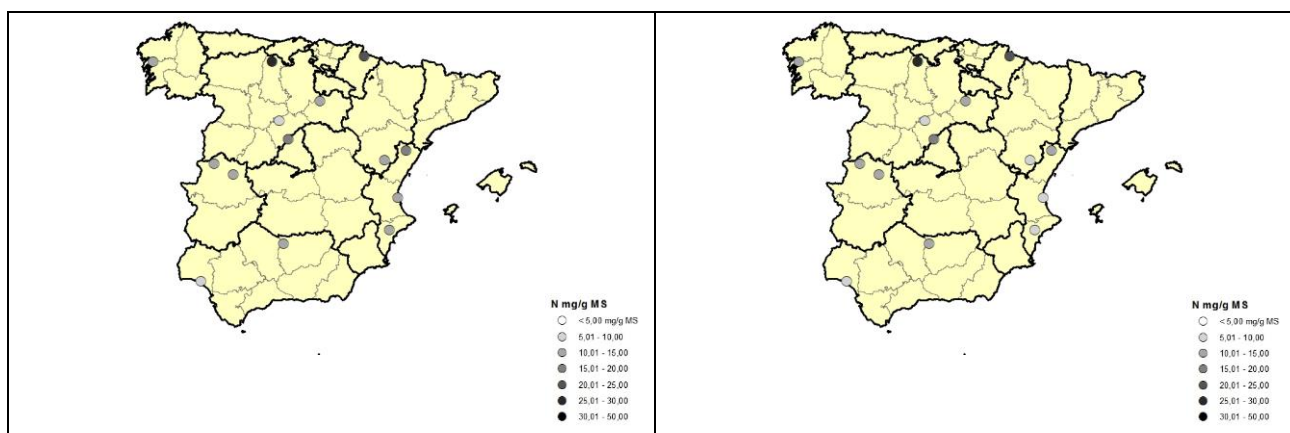 N mg/g MS
< 5,00 mg/g MS
5,01 - 10,00
10,01 - 15,00
15,01 - 20,00
20,01 - 25,00
25,01 - 30,00
30,01 - 50,00
N mg/g MS
< 5,00 mg/g MS
5,01 - 10,00
10,01 - 15,00
15,01 - 20,00
20,01 - 25,00
25,01 - 30,00
30,01 - 50,00